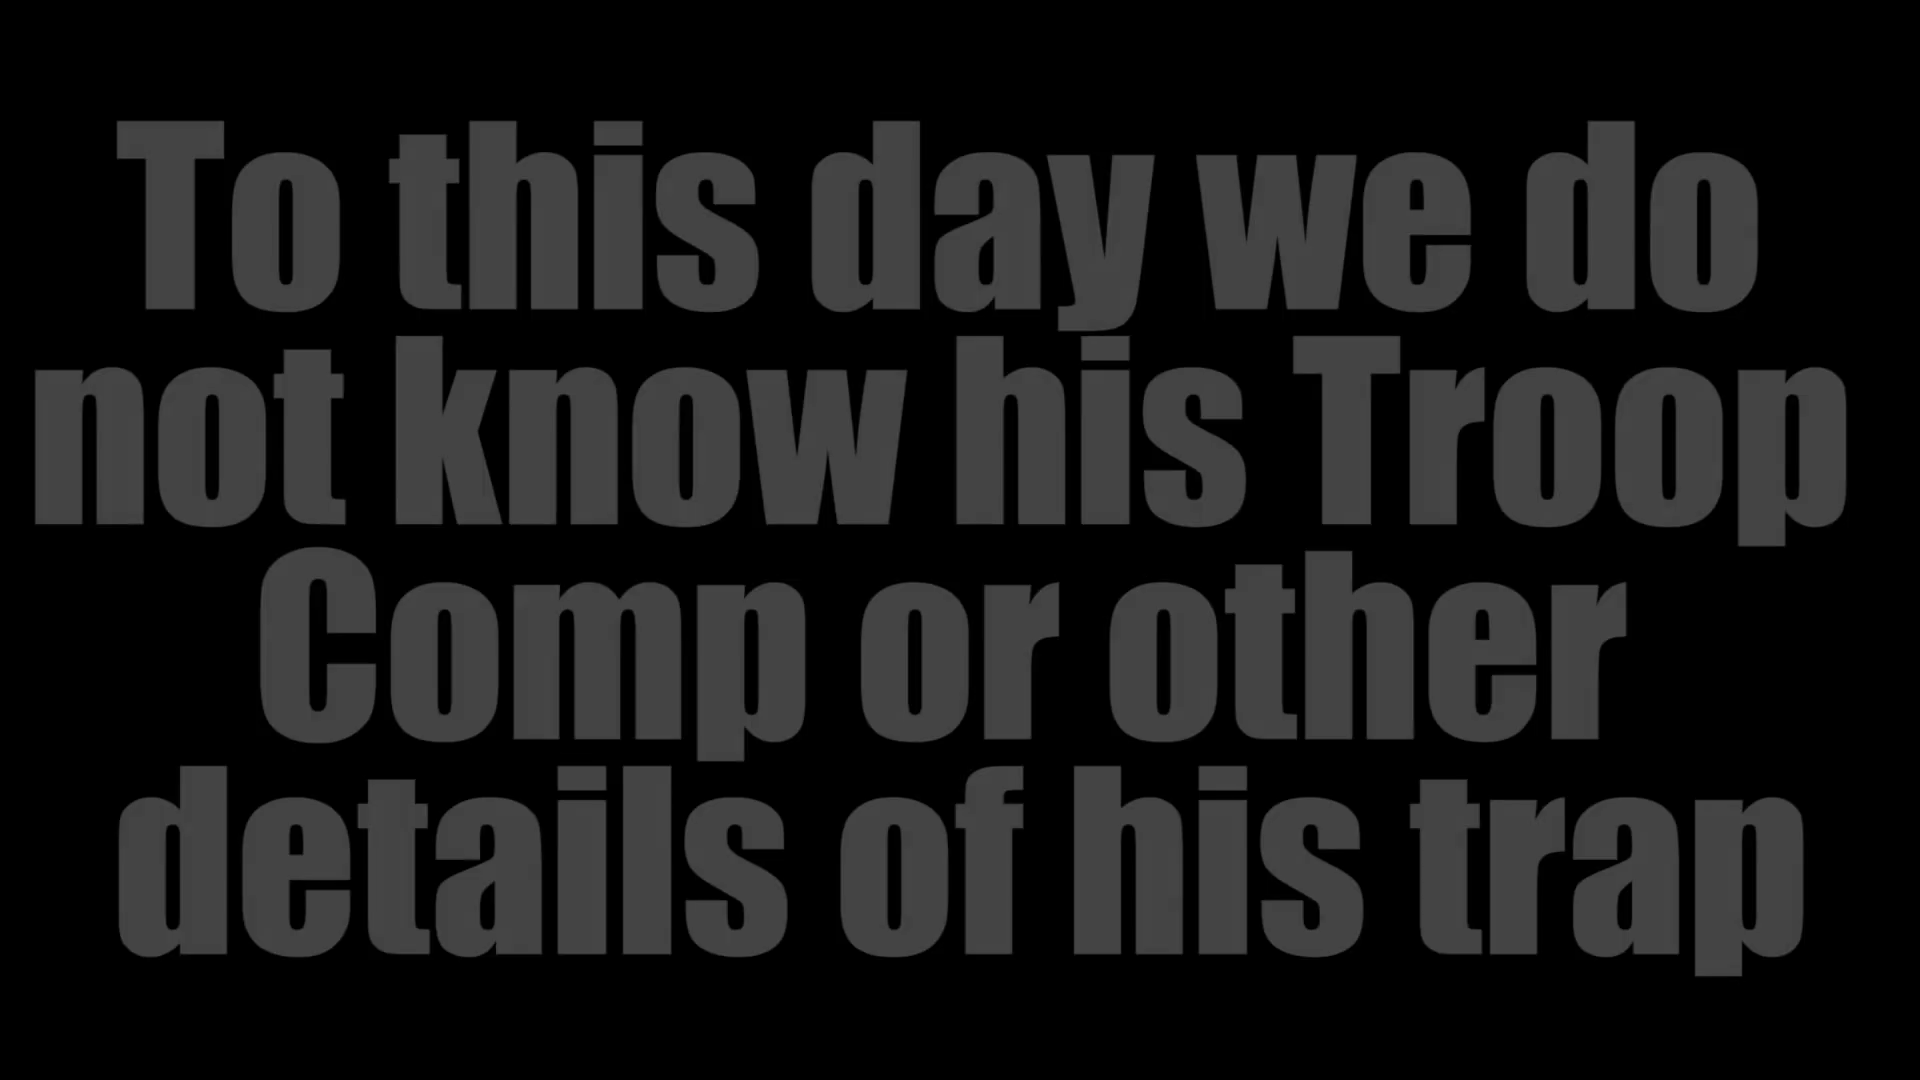 To this day we do
not know his Troop
Comp or other
details of his trap